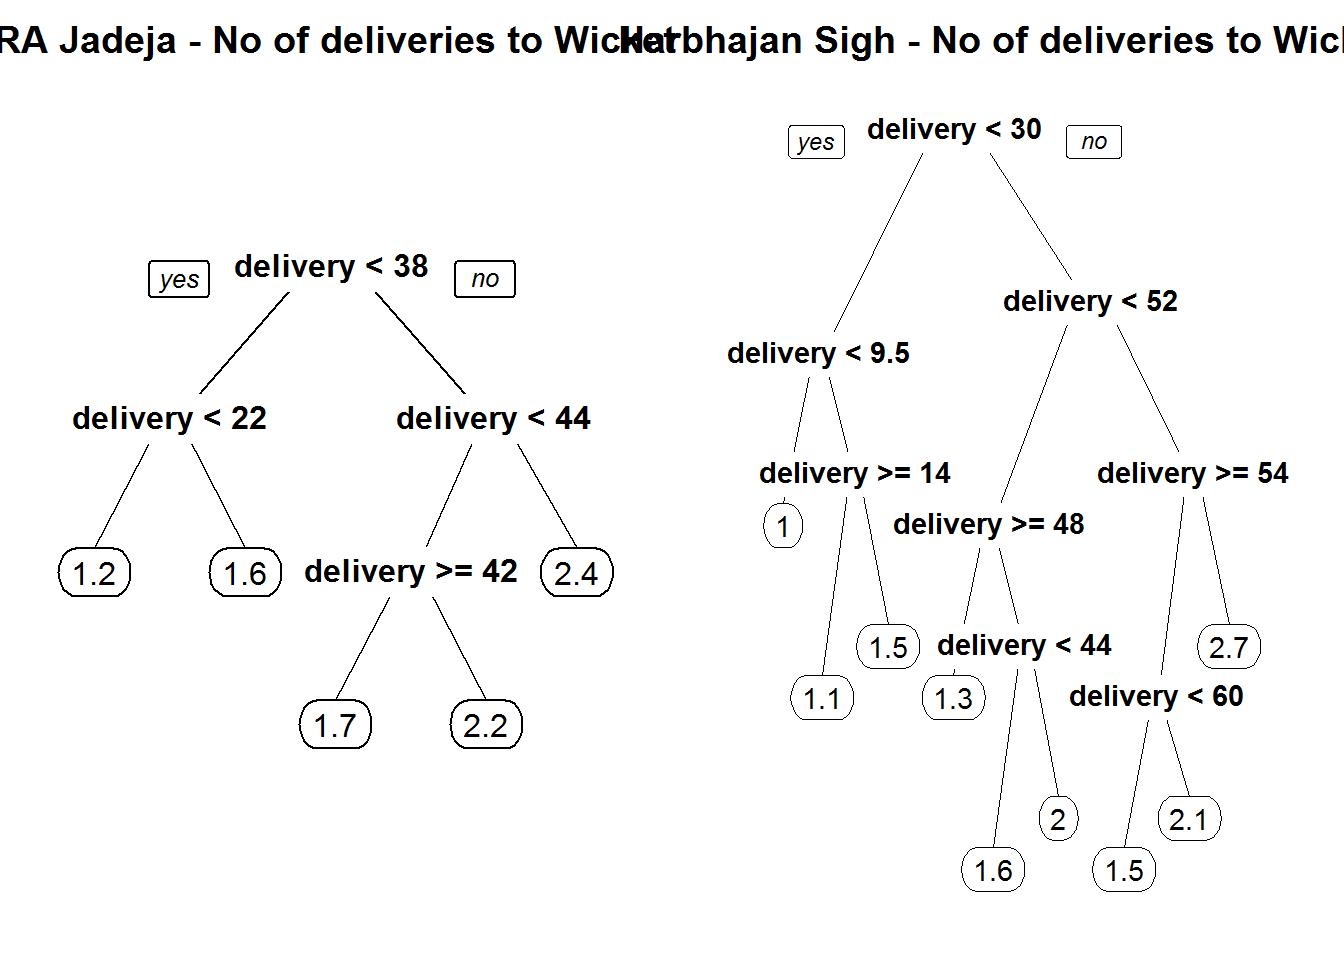 RA Jadeja - No of deliveries to Wicket
Harbhajan Sigh - No of deliveries to
yes
delivery < 38
no
delivery < 22
delivery < 44
1.2
1.6
delivery >= 42
2.4
1.7
2.2
yes
delivery < 30
no
delivery < 52
delivery < 9.5
delivery >= 14
delivery >= 54
1
delivery >= 48
1.5
delivery < 44
2.7
1.1
1.3
delivery < 60
2
2.1
1.6
1.5